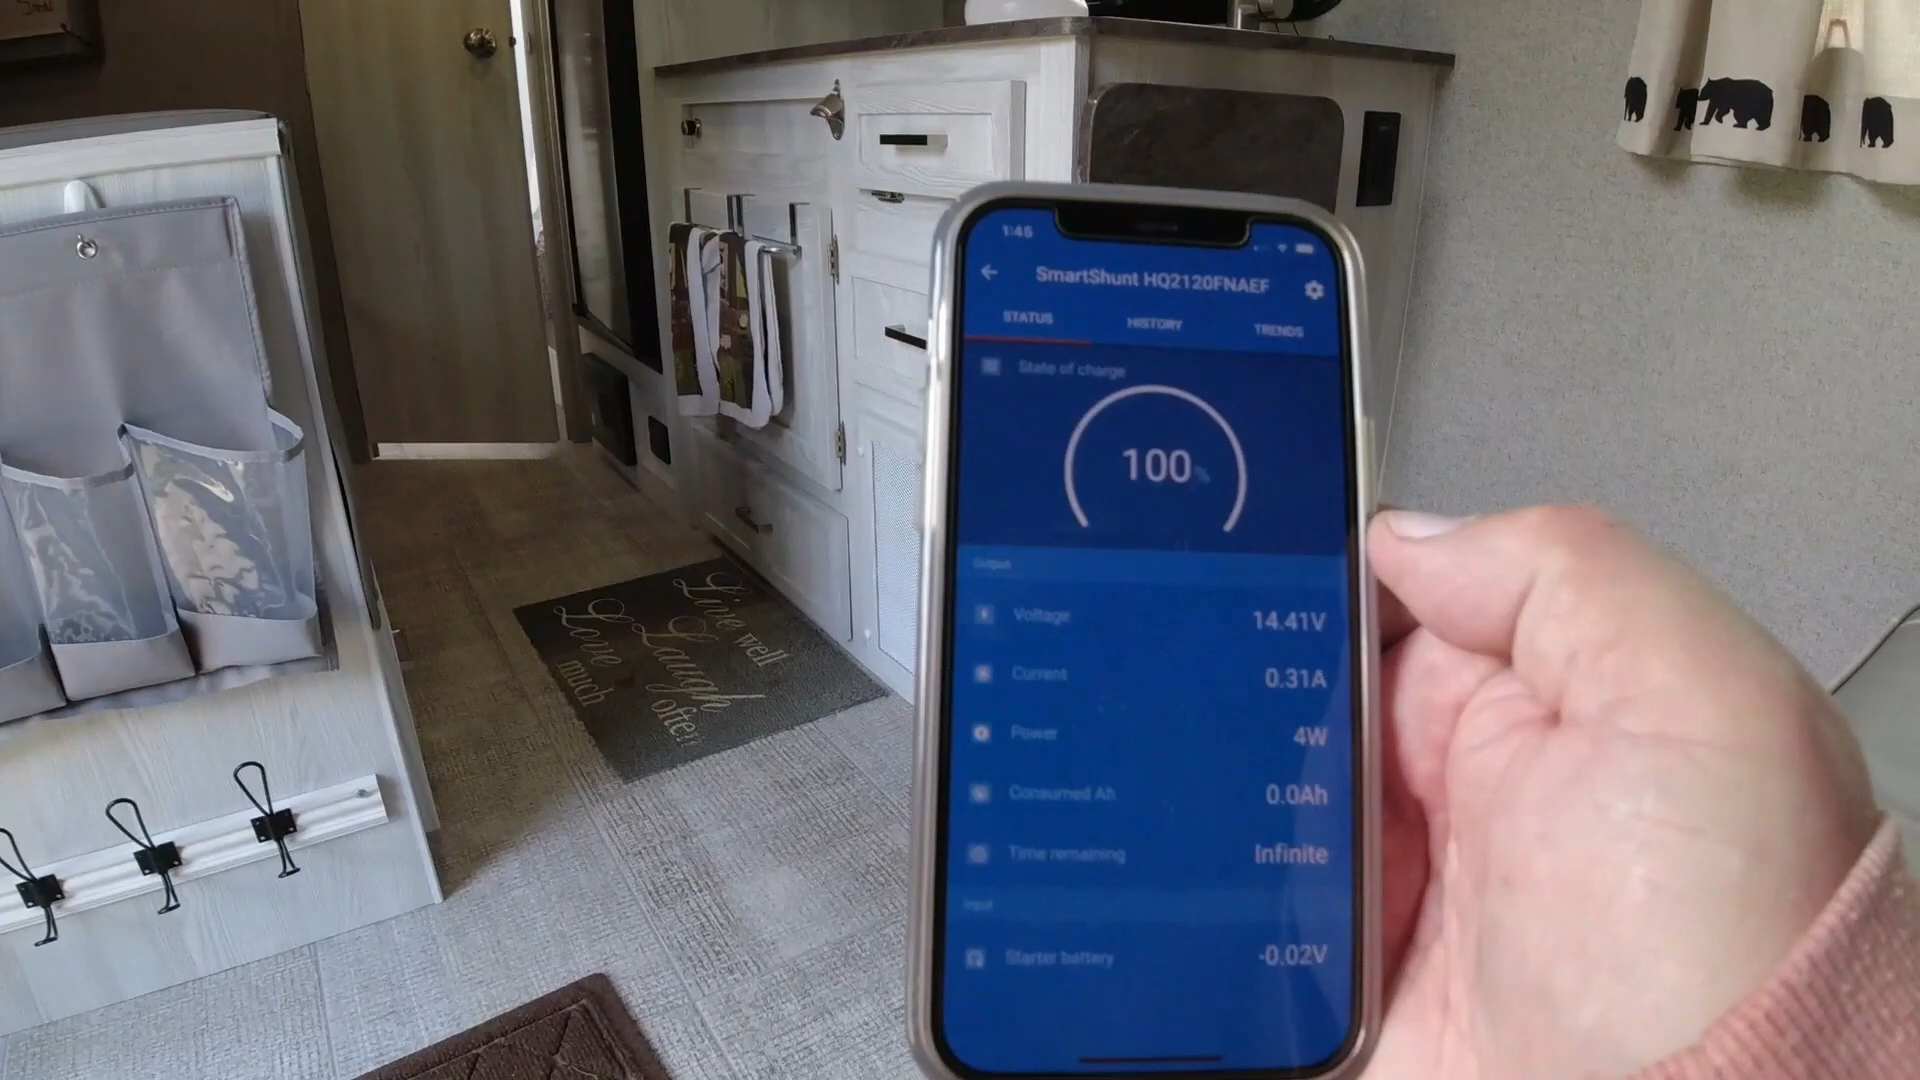 1:45
SmartShunt HQ2120FNAEF
STATUS
HISTORY
TRENDS
State of charge
100%
Output
Voltage
14.41V
Current
0.31A
Power
4W
Consumed Ah
0.0Ah
Time remaining
Infinite
Input
Starter battery
-0.02V
Live well
Laugh often
Love much